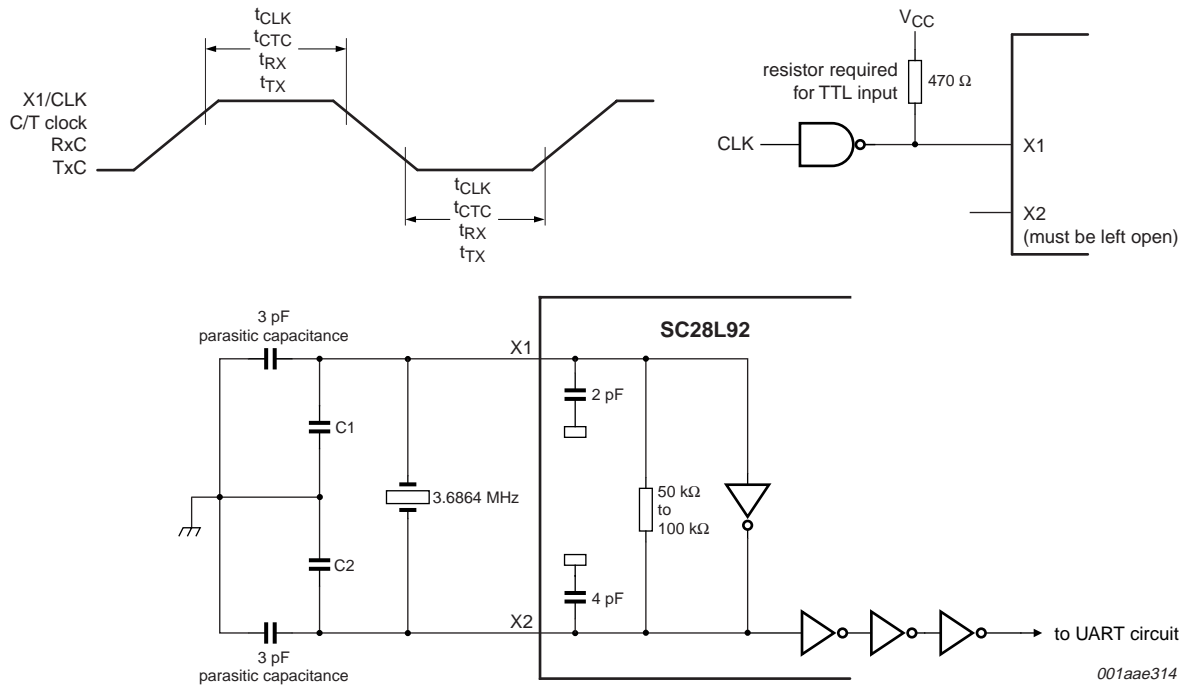 tCLK
tCTC
tRX
tTX
X1/CLK
C/T clock
RxC
TxC
tCLK
tCTC
tRX
tTX
VCC
resistor required
for TTL input
470 Ω
CLK
X1
X2
(must be left open)
3 pF
parasitic capacitance
SC28L92
X1
2 pF
C1
3.6864 MHz
50 kΩ
to
100 kΩ
C2
4 pF
X2
3 pF
parasitic capacitance
to UART circuit
001aae314